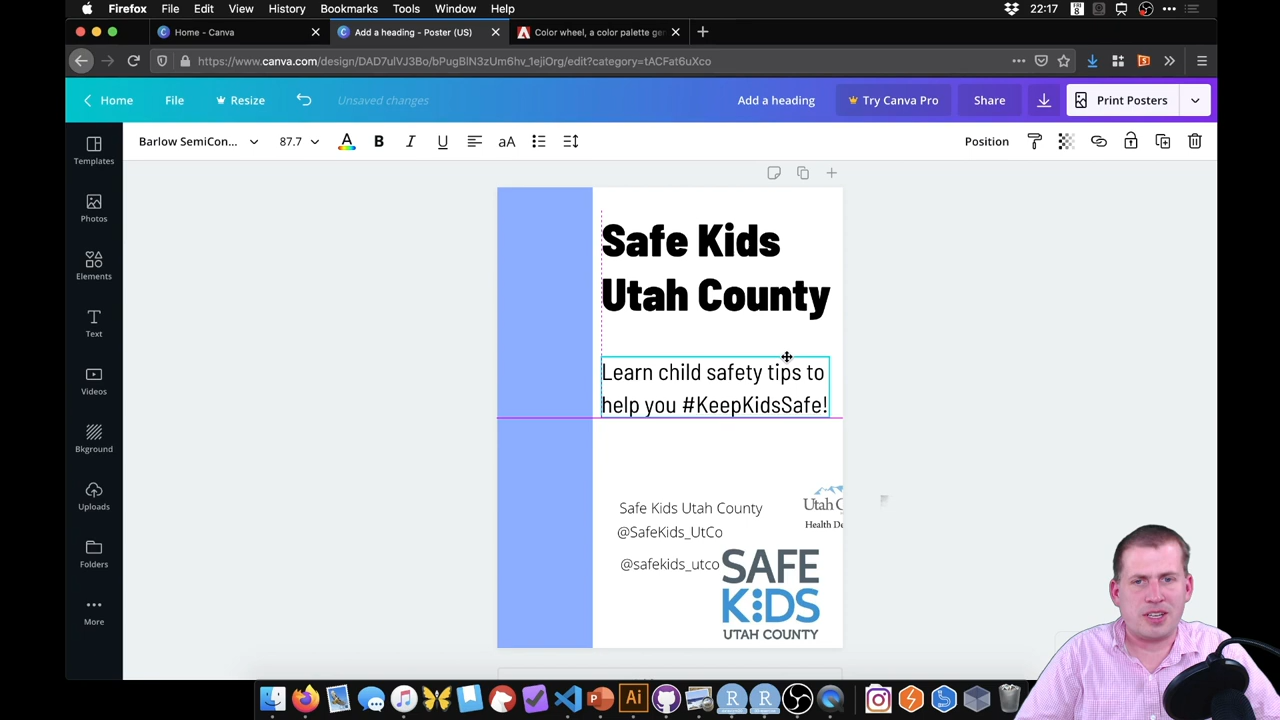 Firefox File Edit View History Bookmarks Tools Window Help 22:17
Home - Canva
Add a heading - Poster (US)
Color wheel, a color palette gen
https://www.canva.com/design/DAD7uIVJ3Bo/bPugBlN3zUm6hv_1ejiOrg/edit?category=tACFat6uXco
Home File Resize Unsaved changes Add a heading Try Canva Pro Share Print Posters
Barlow SemiCon... 87.7 A B I U aA Position
Templates
Photos
Elements
Text
Videos
Bkground
Uploads
Folders
More
Safe Kids
Utah County
Learn child safety tips to
help you #KeepKidsSafe!
Safe Kids Utah County
@SafeKids_UtCo
@safekids_utco
Utah C
Health De
SAFE
KIDS
UTAH COUNTY